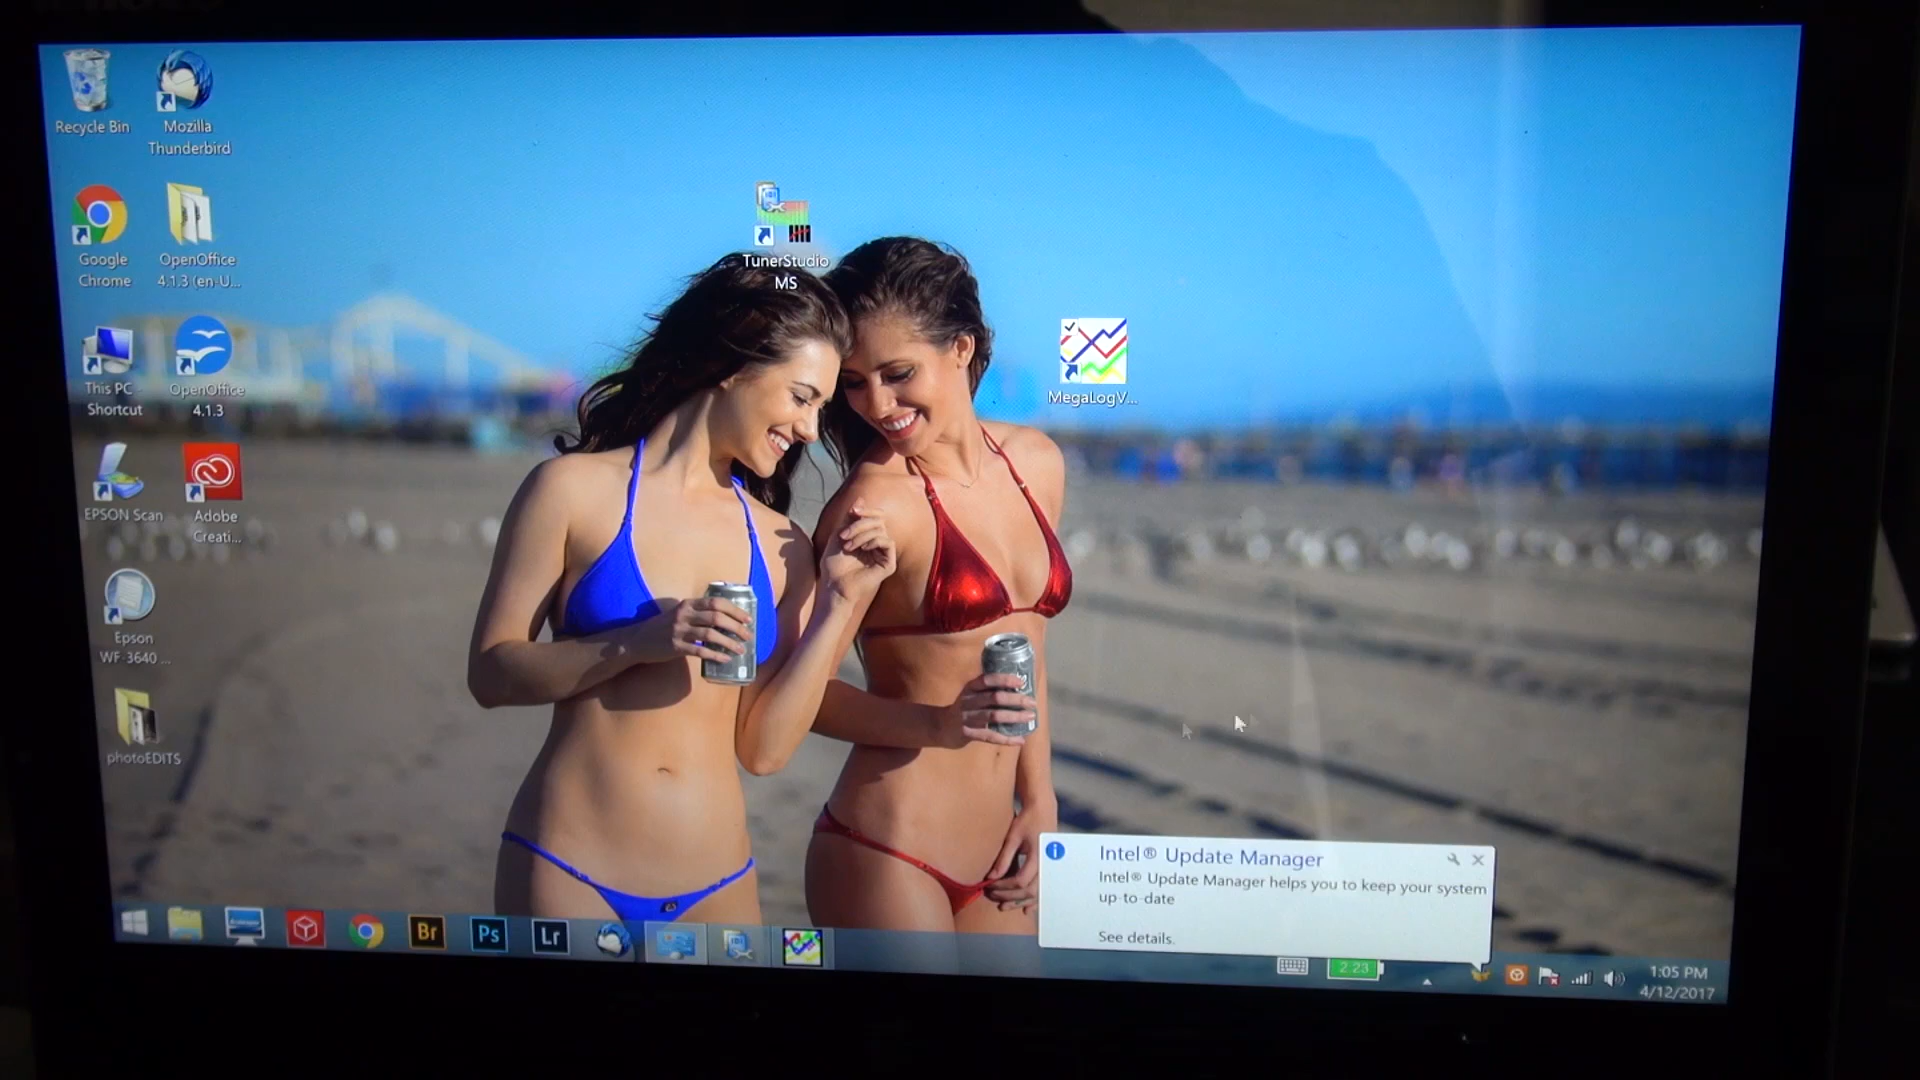 Recycle Bin
Mozilla
Thunderbird
Google
Chrome
OpenOffice
4.1.3 (en-U...
TunerStudio
MS
This PC -
Shortcut
OpenOffice
4.1.3
MegaLogV...
EPSON Scan
Adobe
Creati...
Epson
WF-3640 ...
photoEDITS
Intel® Update Manager
Intel® Update Manager helps you to keep your system
up-to-date
See details.
Br
Ps
Lr
2:23
1:05 PM
4/12/2017